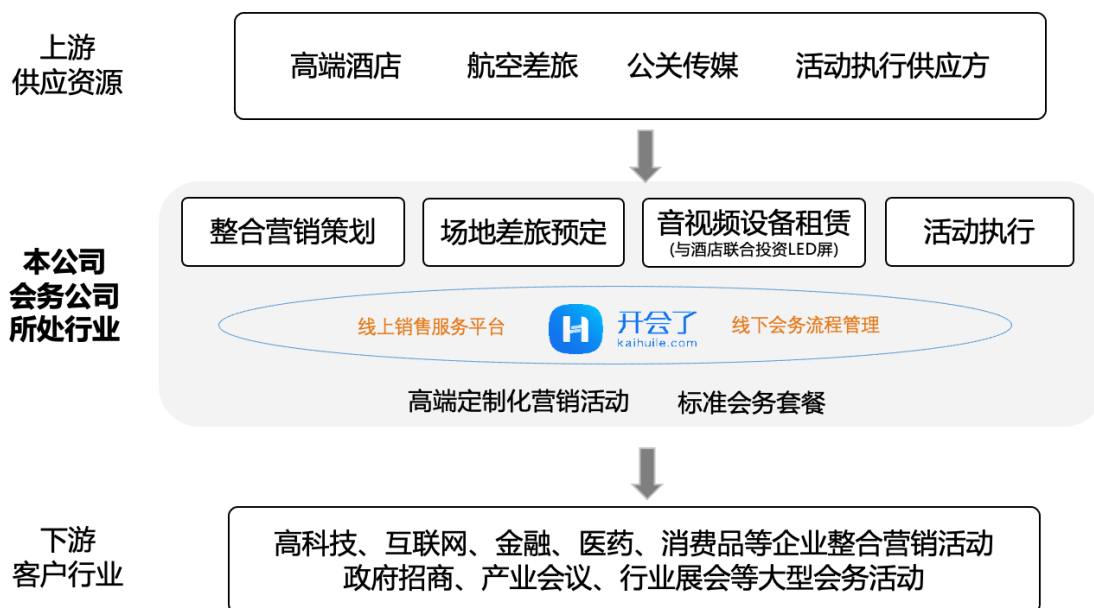 上游
供应资源
高端酒店 航空差旅 公关传媒 活动执行供应方
本公司
会务公司
所处行业
整合营销策划
场地差旅预定
音视频设备租赁
(与酒店联合投资LED屏)
活动执行
线上销售服务平台
H
开会了
kaihuile.com
线下会务流程管理
高端定制化营销活动 标准会务套餐
下游
客户行业
高科技、互联网、金融、医药、消费品等企业整合营销活动
政府招商、产业会议、行业展会等大型会务活动